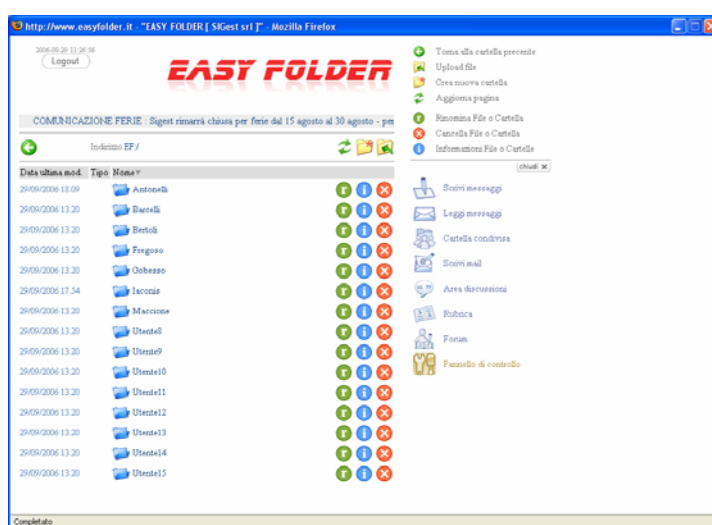 http://www.easyfolder.it - "EASY FOLDER [ SIGest srl ]" - Mozilla Firefox
Logout
EASY FOLDER
COMUNICAZIONE FERIE : Sigest rimarrà chiusa per ferie dal 15 agosto al 30 agosto - per
Indirizzo EF /
Data ultima mod. Tipo Nome
29/09/2006 18.09 Antonelli
29/09/2006 13.20 Barcelli
29/09/2006 13.20 Bertoli
29/09/2006 13.20 Fregoso
29/09/2006 13.20 Gobesso
29/09/2006 17.54 Iaconis
29/09/2006 13.20 Maccione
29/09/2006 13.20 Utente8
29/09/2006 13.20 Utente9
29/09/2006 13.20 Utente10
29/09/2006 13.20 Utente11
29/09/2006 13.20 Utente12
29/09/2006 13.20 Utente13
29/09/2006 13.20 Utente14
29/09/2006 13.20 Utente15
Torna alla cartella precente
Upload file
Crea nuova cartella
Aggiorna pagina
Rinomina File o Cartella
Cancella File o Cartella
Informazioni File o Cartelle
chiudi x
Scrivi messaggi
Leggi messaggi
Cartella condivisa
Scrivi mail
Area discussioni
Rubrica
Forum
Pannello di controllo
Completato